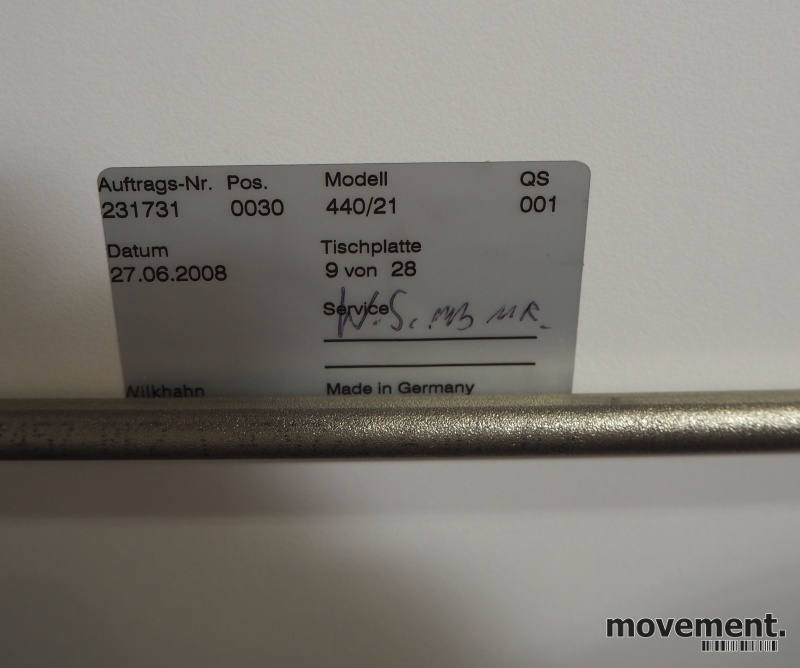 Auftrags-Nr. Pos. Modell QS
231731 0030 440/21 001
Datum Tischplatte
27.06.2008 9 von 28
Service
Wilkhahn Made in Germany
movement.